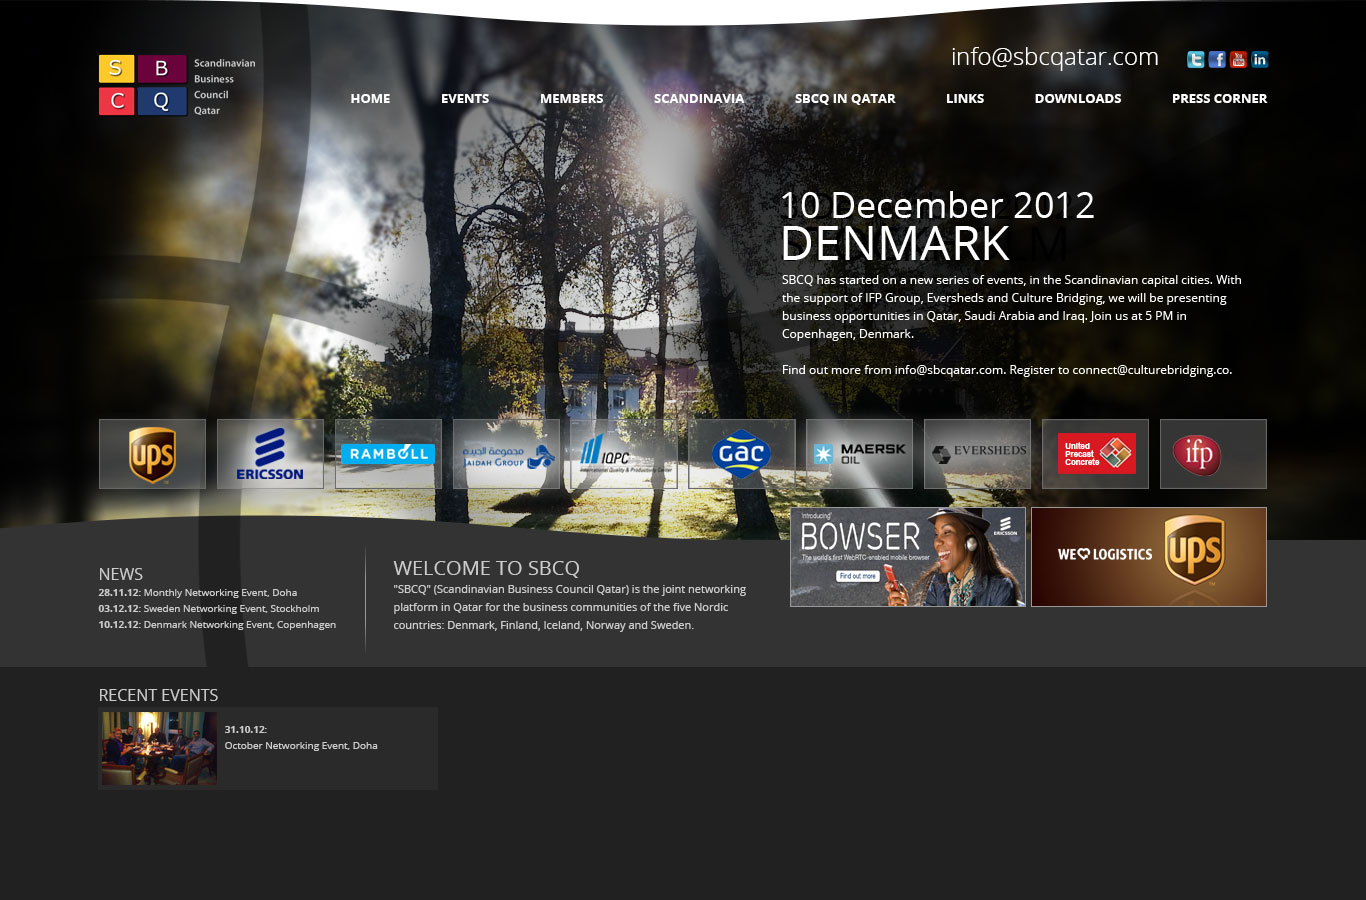 S B
C Q
Scandinavian
Business
Council
Qatar
info@sbcqatar.com
HOME EVENTS MEMBERS SCANDINAVIA SBCQ IN QATAR LINKS DOWNLOADS PRESS CORNER
10 December 2012
DENMARK
SBCQ has started on a new series of events, in the Scandinavian capital cities. With
the support of IFP Group, Eversheds and Culture Bridging, we will be presenting
business opportunities in Qatar, Saudi Arabia and Iraq. Join us at 5 PM in
Copenhagen, Denmark.
Find out more from info@sbcqatar.com. Register to connect@culturebridging.co.
ups
ERICSSON
RAMBOLL
مجموعة الجيده
JAIDAH GROUP
IQPC
International Quality & Productivity Center
GAC
MAERSK
OIL
EVERSHEDS
United
Precast
Concrete
ifp
'Introducing'
BOWSER
The world's first WebRTC-enabled mobile browser
Find out more
ERICSSON
WE LOGISTICS
ups
NEWS
28.11.12: Monthly Networking Event, Doha
03.12.12: Sweden Networking Event, Stockholm
10.12.12: Denmark Networking Event, Copenhagen
WELCOME TO SBCQ
"SBCQ" (Scandinavian Business Council Qatar) is the joint networking
platform in Qatar for the business communities of the five Nordic
countries: Denmark, Finland, Iceland, Norway and Sweden.
RECENT EVENTS
31.10.12:
October Networking Event, Doha